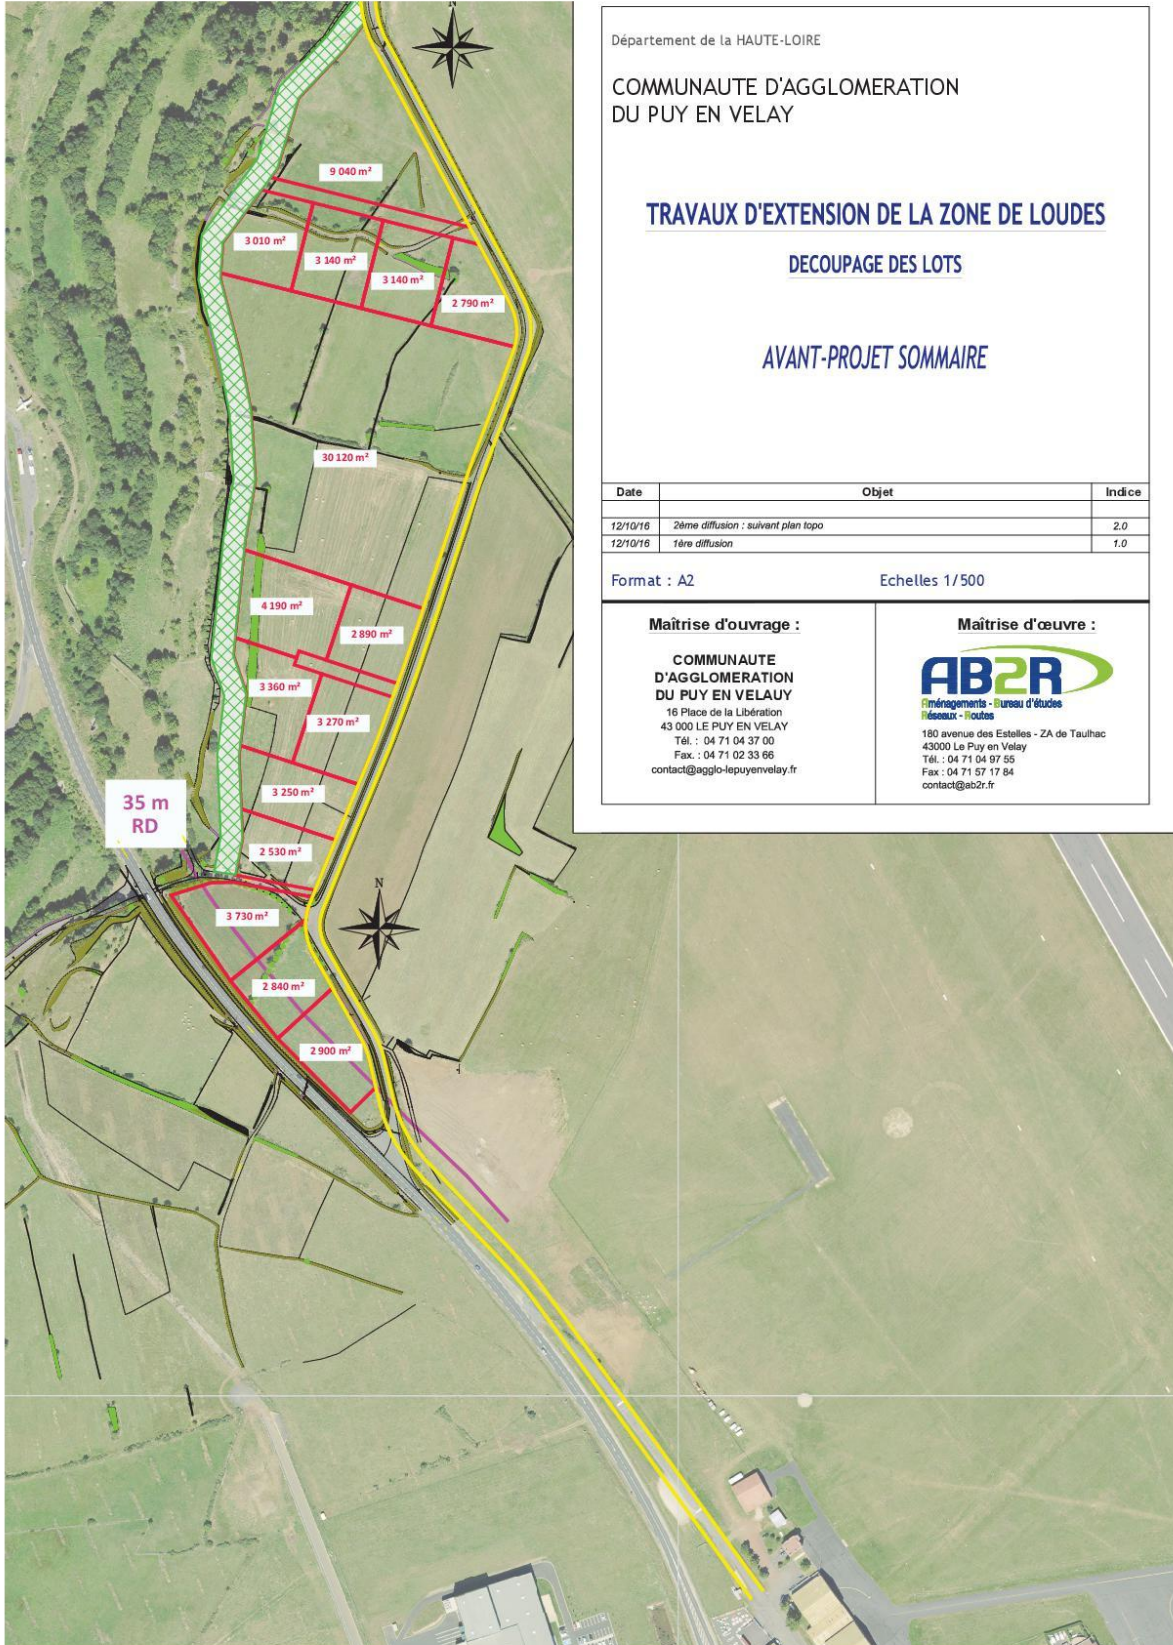 N
9 040 m²
3 010 m²
3 140 m²
3 140 m²
2 790 m²
30 120 m²
4 190 m²
2 890 m²
3 360 m²
3 270 m²
3 250 m²
35 m
RD
2 530 m²
N
3 730 m²
2 840 m²
2 900 m²
Département de la HAUTE-LOIRE
COMMUNAUTE D'AGGLOMERATION
DU PUY EN VELAY
TRAVAUX D'EXTENSION DE LA ZONE DE LOUDES
DECOUPAGE DES LOTS
AVANT-PROJET SOMMAIRE
Date Objet Indice
12/10/16 2ème diffusion : suivant plan topo 2.0
12/10/16 1ère diffusion 1.0
Format : A2 Echelles 1/500
Maîtrise d'ouvrage :
COMMUNAUTE
D'AGGLOMERATION
DU PUY EN VELAUY
16 Place de la Libération
43 000 LE PUY EN VELAY
Tél. : 04 71 04 37 00
Fax. : 04 71 02 33 66
contact@agglo-lepuyenvelay.fr
Maîtrise d'œuvre :
AB2R
Aménagements - Bureau d'études
Réseaux - Routes
180 avenue des Estelles - ZA de Taulhac
43000 Le Puy en Velay
Tél. : 04 71 04 97 55
Fax : 04 71 57 17 84
contact@ab2r.fr